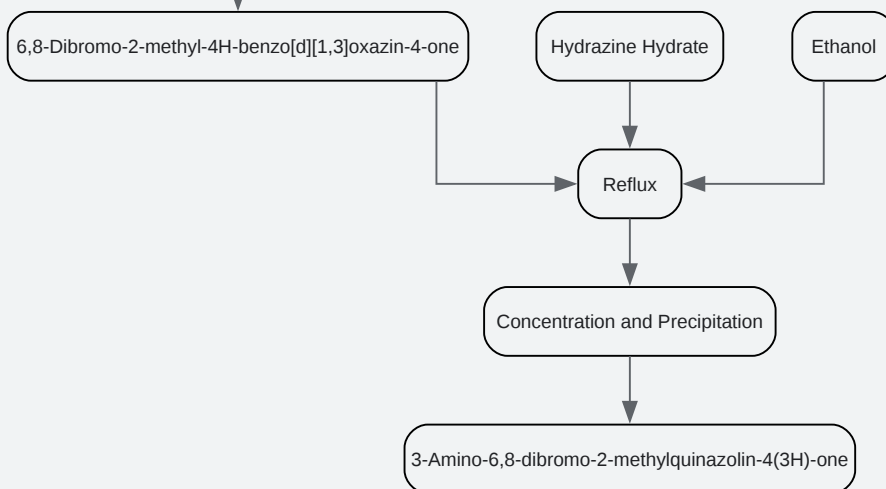 6,8-Dibromo-2-methyl-4H-benzo[d][1,3]oxazin-4-one
Hydrazine Hydrate
Ethanol
Reflux
Concentration and Precipitation
3-Amino-6,8-dibromo-2-methylquinazolin-4(3H)-one